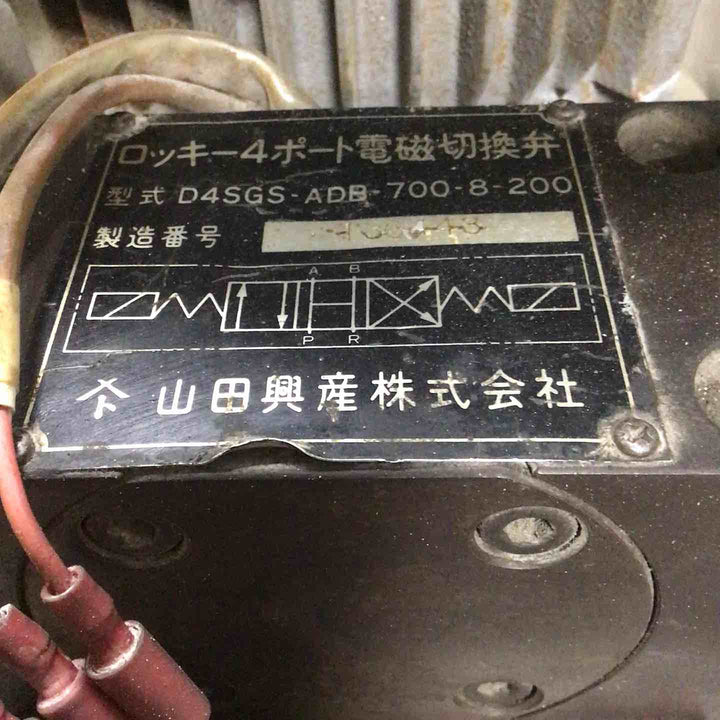 ロッキー4ポート電磁切換弁
型式 D4SGS-ADB-700-8-200
製造番号
A B
P R
山田興産株式会社